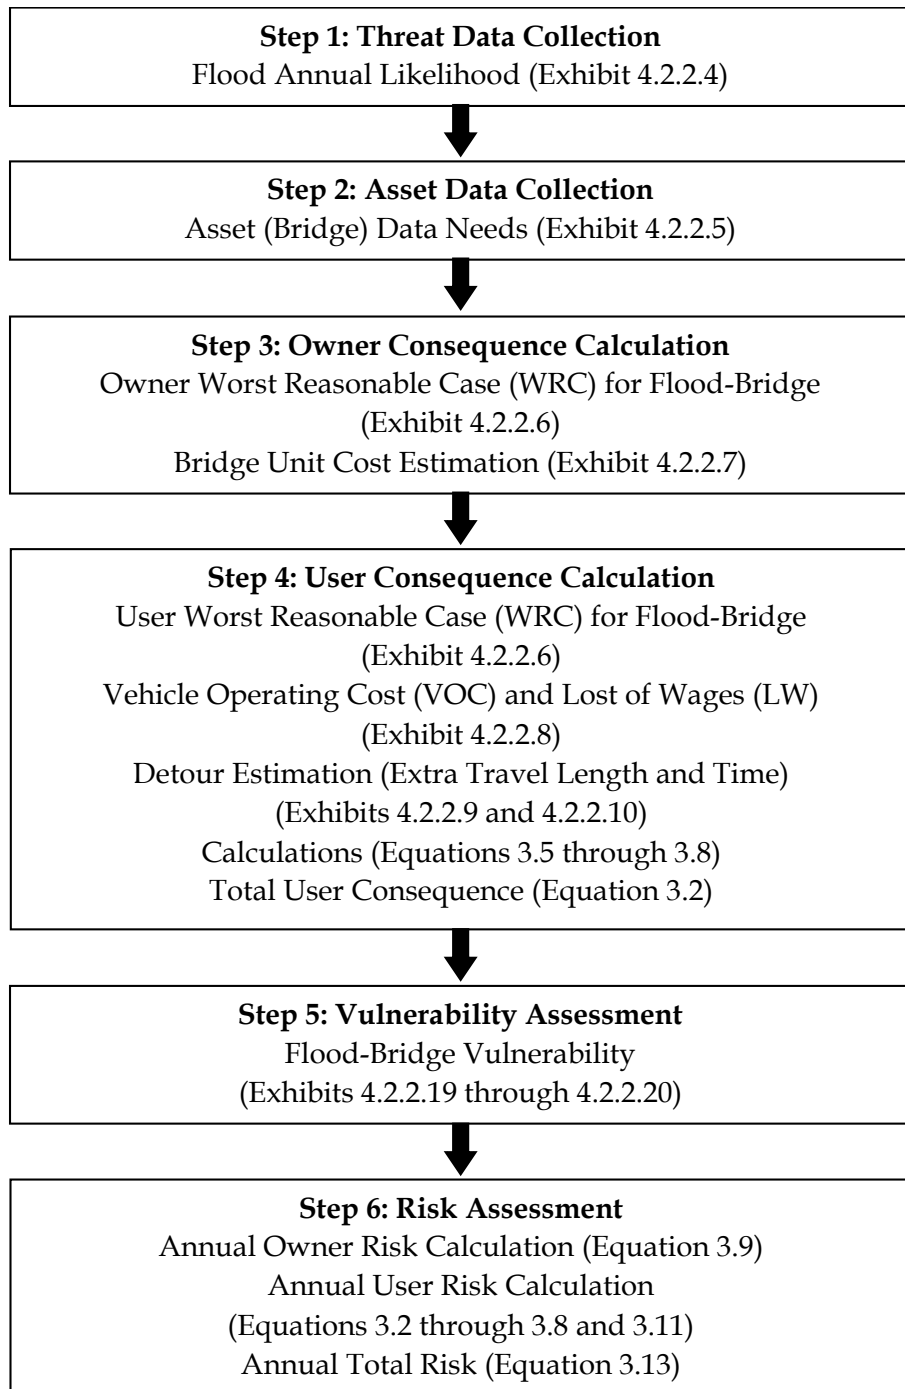 Step 1: Threat Data Collection
Flood Annual Likelihood (Exhibit 4.2.2.4)
Step 2: Asset Data Collection
Asset (Bridge) Data Needs (Exhibit 4.2.2.5)
Step 3: Owner Consequence Calculation
Owner Worst Reasonable Case (WRC) for Flood-Bridge
(Exhibit 4.2.2.6)
Bridge Unit Cost Estimation (Exhibit 4.2.2.7)
Step 4: User Consequence Calculation
User Worst Reasonable Case (WRC) for Flood-Bridge
(Exhibit 4.2.2.6)
Vehicle Operating Cost (VOC) and Lost of Wages (LW)
(Exhibit 4.2.2.8)
Detour Estimation (Extra Travel Length and Time)
(Exhibits 4.2.2.9 and 4.2.2.10)
Calculations (Equations 3.5 through 3.8)
Total User Consequence (Equation 3.2)
Step 5: Vulnerability Assessment
Flood-Bridge Vulnerability
(Exhibits 4.2.2.19 through 4.2.2.20)
Step 6: Risk Assessment
Annual Owner Risk Calculation (Equation 3.9)
Annual User Risk Calculation
(Equations 3.2 through 3.8 and 3.11)
Annual Total Risk (Equation 3.13)